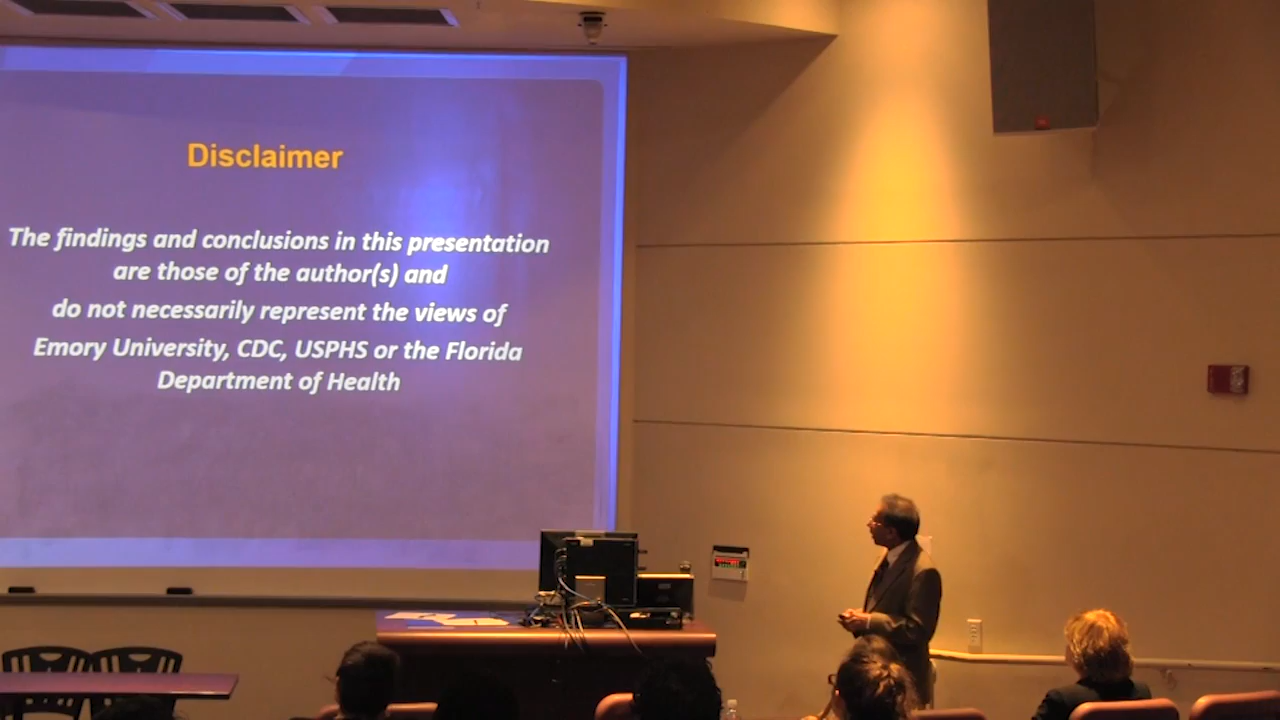 Disclaimer
The findings and conclusions in this presentation
are those of the author(s) and
do not necessarily represent the views of
Emory University, CDC, USPHS or the Florida
Department of Health